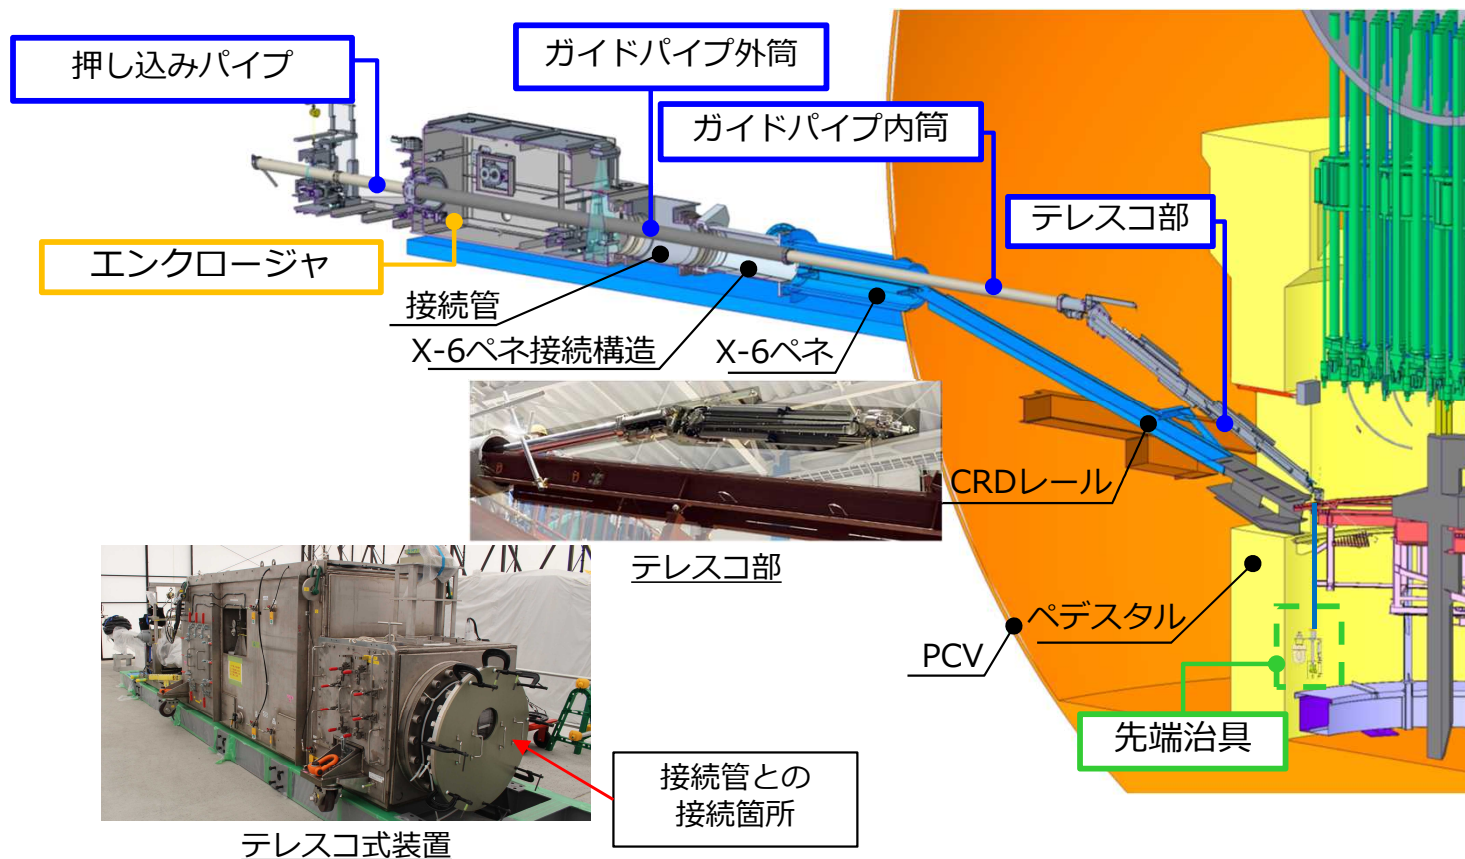 押し込みパイプ
ガイドパイプ外筒
ガイドパイプ内筒
テレスコ部
エンクロージャ
接続管
X-6ペネ接続構造
X-6ペネ
CRDレール
テレスコ部
ペデスタル
PCV
先端治具
接続管との
接続箇所
テレスコ式装置